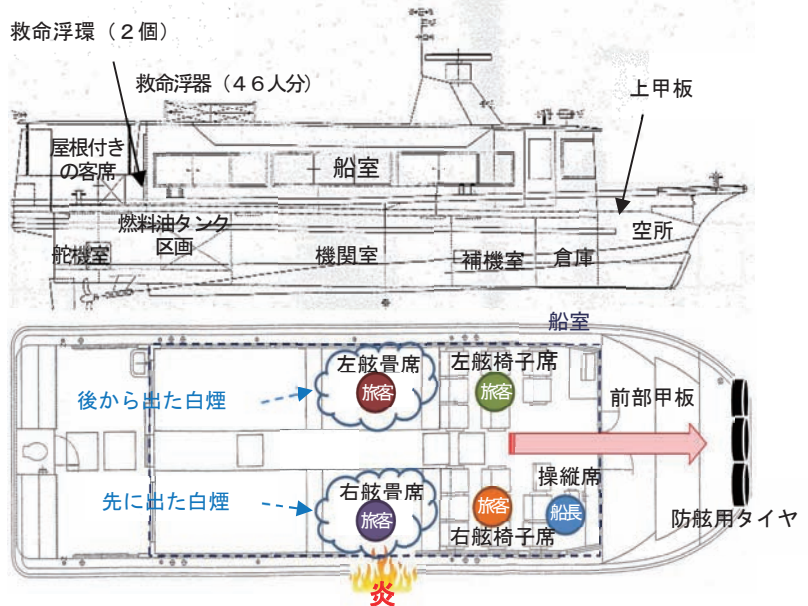 救命浮環（２個）
救命浮器（４６人分）
上甲板
屋根付き
の客席
船室
燃料油タンク
区画
舵機室
機関室
補機室
倉庫
空所
船室
左舷畳席
旅客
左舷椅子席
旅客
前部甲板
後から出た白煙
先に出た白煙
右舷畳席
旅客
旅客
右舷椅子席
操縦席
船長
防舷用タイヤ
炎